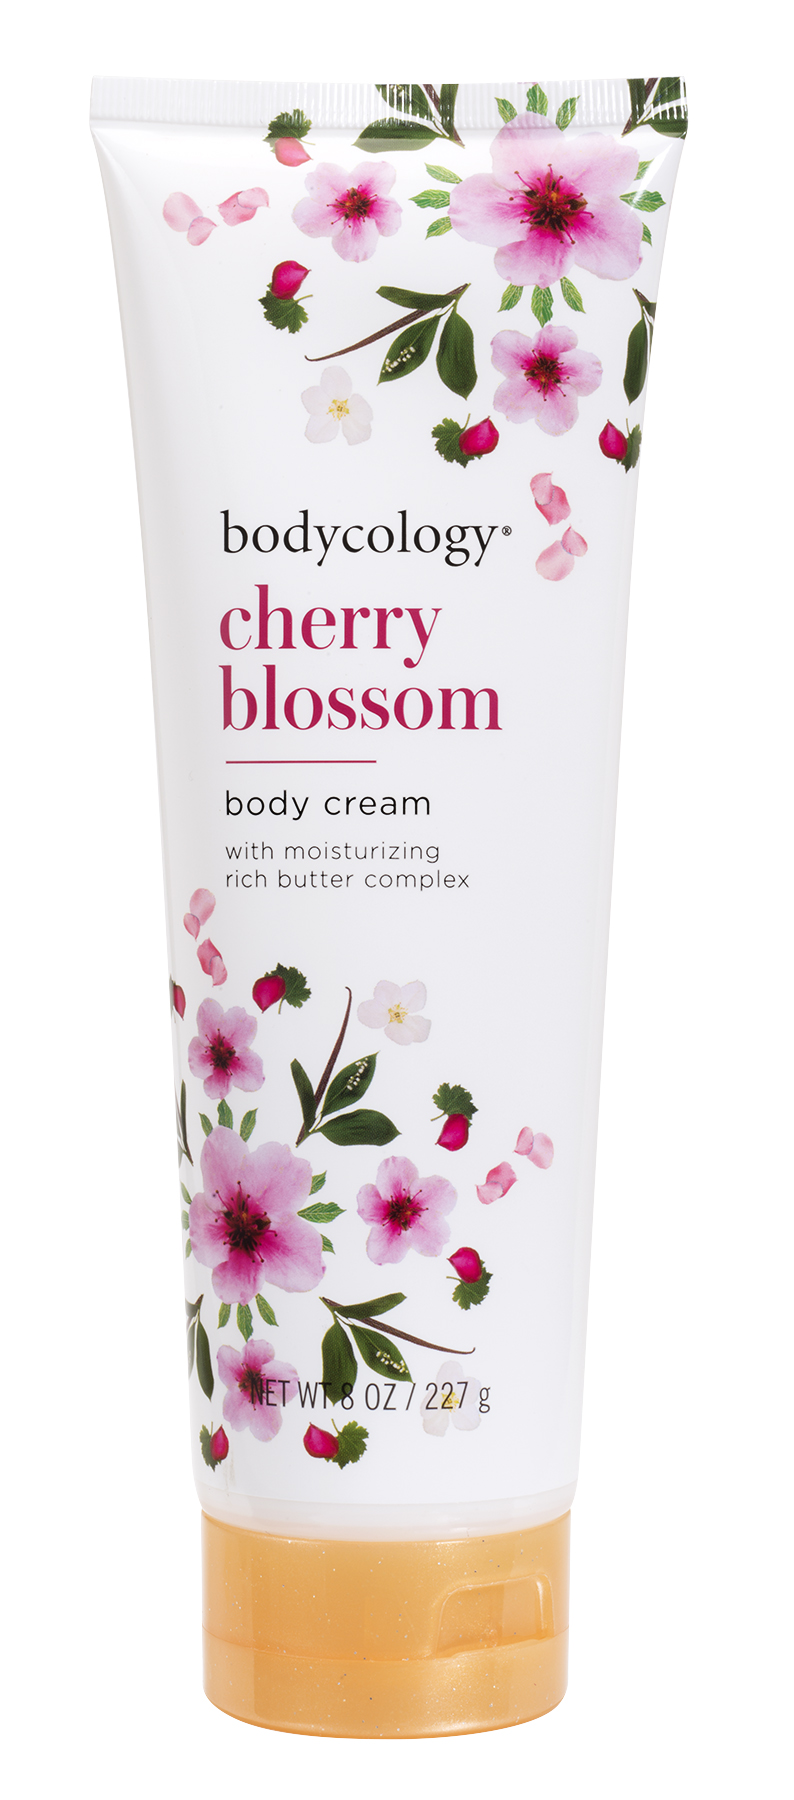 bodycology®
cherry
blossom
body cream
with moisturizing
rich butter complex
NET WT 8 OZ / 227 g